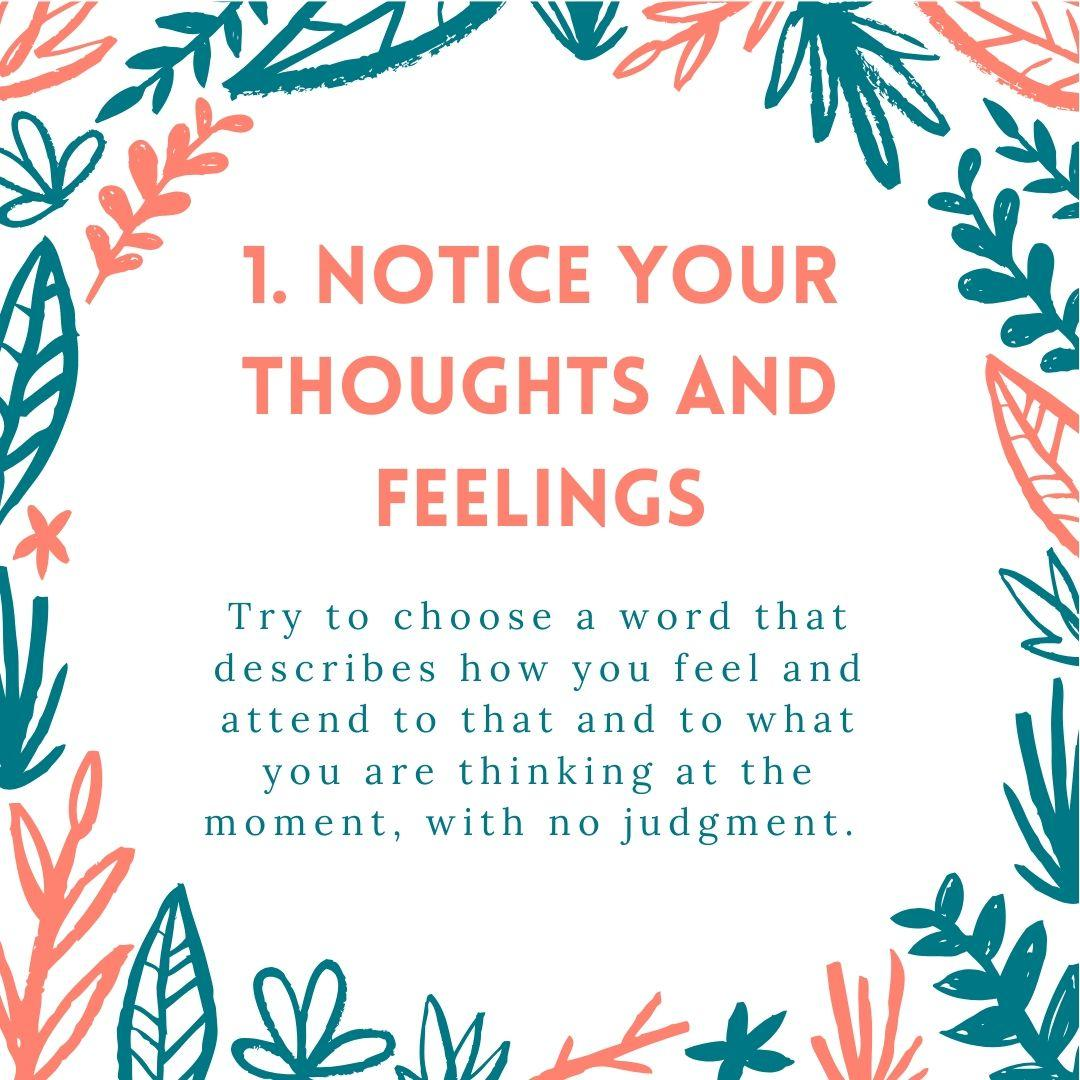 1. NOTICE YOUR
THOUGHTS AND
FEELINGS
Try to choose a word that
describes how you feel and
attend to that and to what
you are thinking at the
moment, with no judgment.